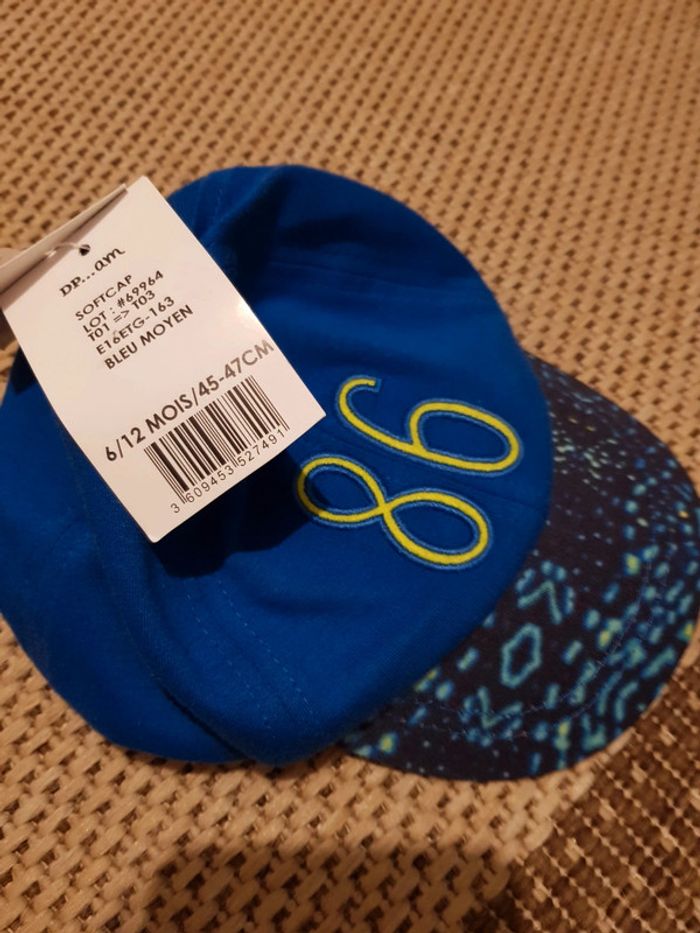 DP...am
SOFTCAP
LOT : #69964
T01 => T03
E16ETG-163
BLEU MOYEN
6/12 MOIS/45-47CM
3 609453 527491
86